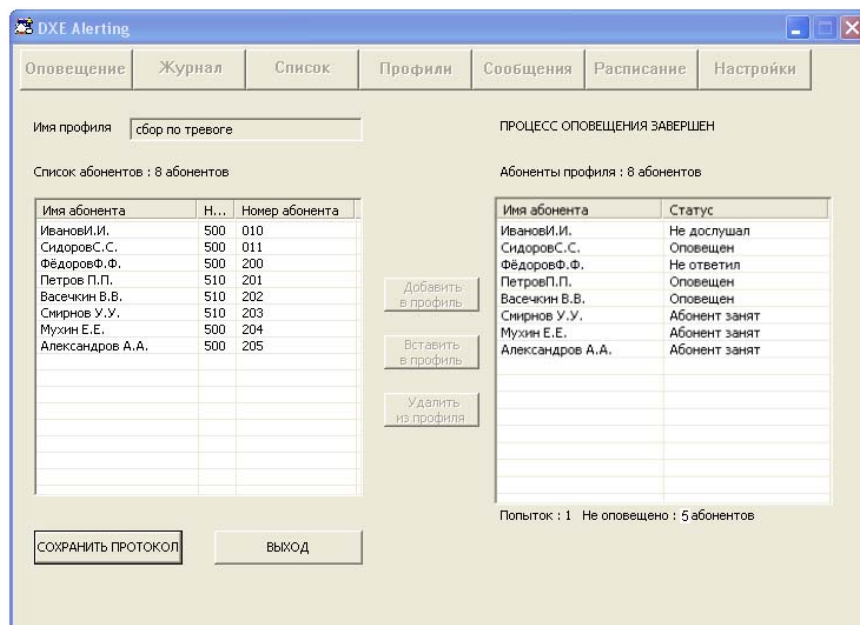 DXE Alerting
Оповещение Журнал Список Профили Сообщения Расписание Настройки
Имя профиля сбор по тревоге
ПРОЦЕСС ОПОВЕЩЕНИЯ ЗАВЕРШЕН
Список абонентов : 8 абонентов
Абоненты профиля : 8 абонентов
Имя абонента Н... Номер абонента
ИвановИ.И. 500 010
СидоровС.С. 500 011
ФёдоровФ.Ф. 500 200
Петров П.П. 510 201
Васечкин В.В. 510 202
Смирнов У.У. 510 203
Мухин Е.Е. 500 204
Александров А.А. 500 205
Добавить
в профиль
Вставить
в профиль
Удалить
из профиля
Имя абонента Статус
ИвановИ.И. Не дослушал
СидоровС.С. Оповещен
ФёдоровФ.Ф. Не ответил
ПетровП.П. Оповещен
Васечкин В.В. Оповещен
Смирнов У.У. Абонент занят
Мухин Е.Е. Абонент занят
Александров А.А. Абонент занят
Попыток : 1 Не оповещено : 5 абонентов
СОХРАНИТЬ ПРОТОКОЛ ВЫХОД